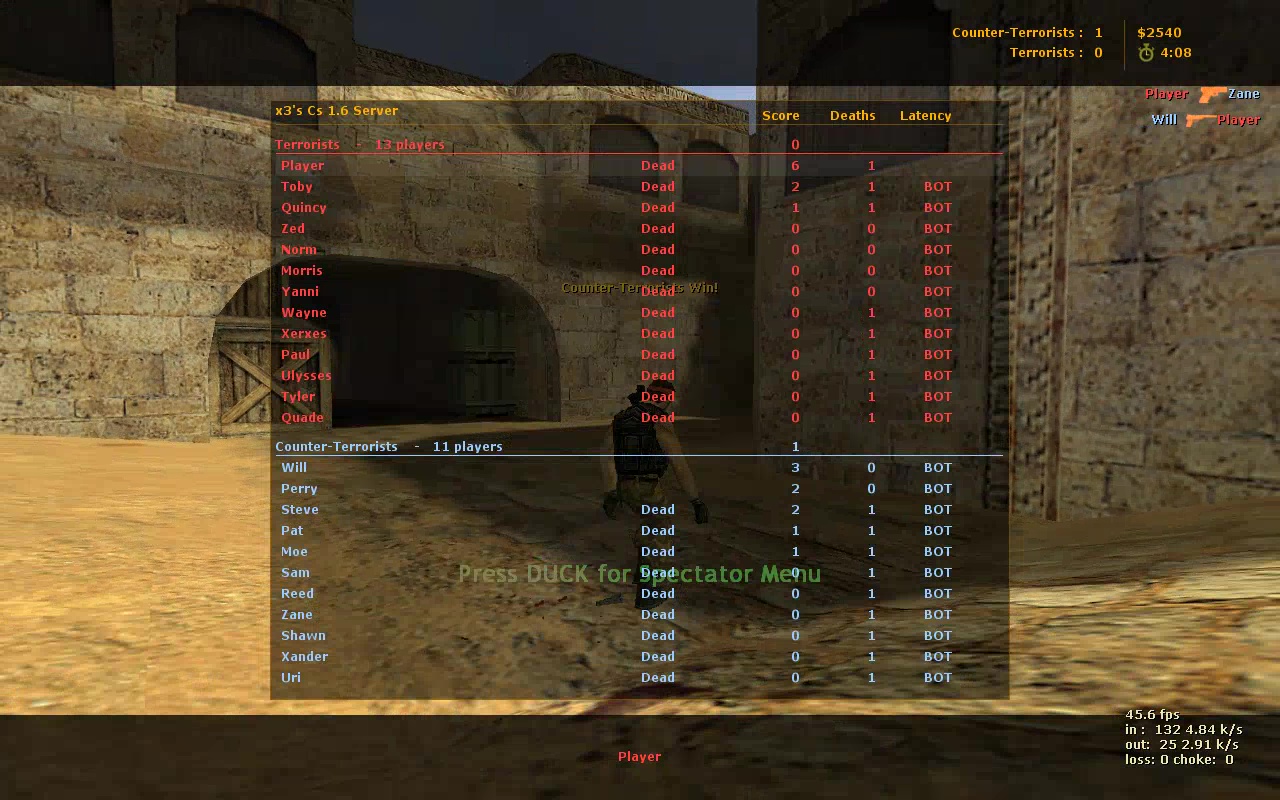 Counter-Terrorists : 1 $2540
Terrorists : 0 4:08
Player Zane
Will Player
x3's Cs 1.6 Server
Score Deaths Latency
Terrorists - 13 players 0
Player Dead 6 1
Toby Dead 2 1 BOT
Quincy Dead 1 1 BOT
Zed Dead 0 0 BOT
Norm Dead 0 0 BOT
Morris Dead 0 0 BOT
Yanni Dead 0 0 BOT
Counter-Terrorists Win!
Wayne Dead 0 1 BOT
Xerxes Dead 0 1 BOT
Paul Dead 0 1 BOT
Ulysses Dead 0 1 BOT
Tyler Dead 0 1 BOT
Quade Dead 0 1 BOT
Counter-Terrorists - 11 players 1
Will 3 0 BOT
Perry 2 0 BOT
Steve Dead 2 1 BOT
Pat Dead 1 1 BOT
Moe Dead 1 1 BOT
Sam Dead 0 1 BOT
Press DUCK for Spectator Menu
Reed Dead 0 1 BOT
Zane Dead 0 1 BOT
Shawn Dead 0 1 BOT
Xander Dead 0 1 BOT
Uri Dead 0 1 BOT
Player
45.6 fps
in : 132 4.84 k/s
out: 25 2.91 k/s
loss: 0 choke: 0